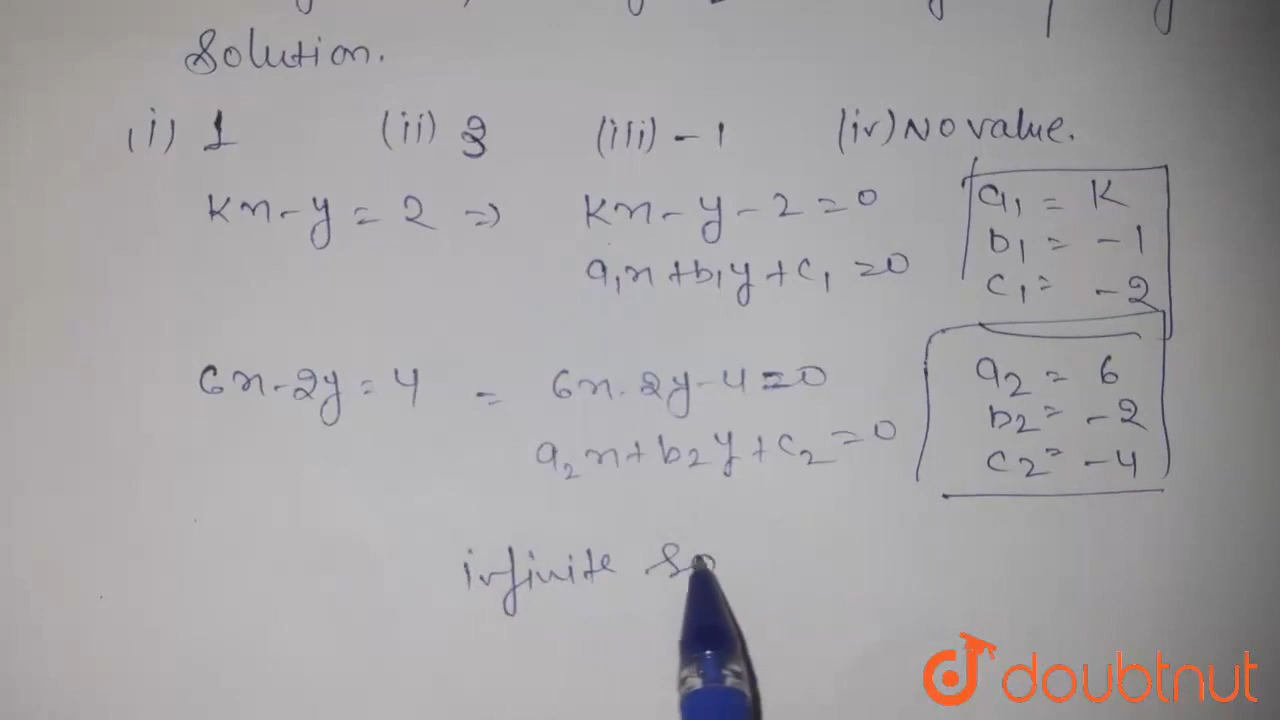 Solution.
(i) 1 (ii) 3 (iii) -1 (iv) No value.
Kx - y = 2 => Kx - y - 2 = 0
a₁x + b₁y + c₁ = 0
a₁ = K
b₁ = -1
c₁ = -2
6x - 2y = 4 = 6x - 2y - 4 = 0
a₂x + b₂y + c₂ = 0
a₂ = 6
b₂ = -2
c₂ = -4
infinite So
doubtnut